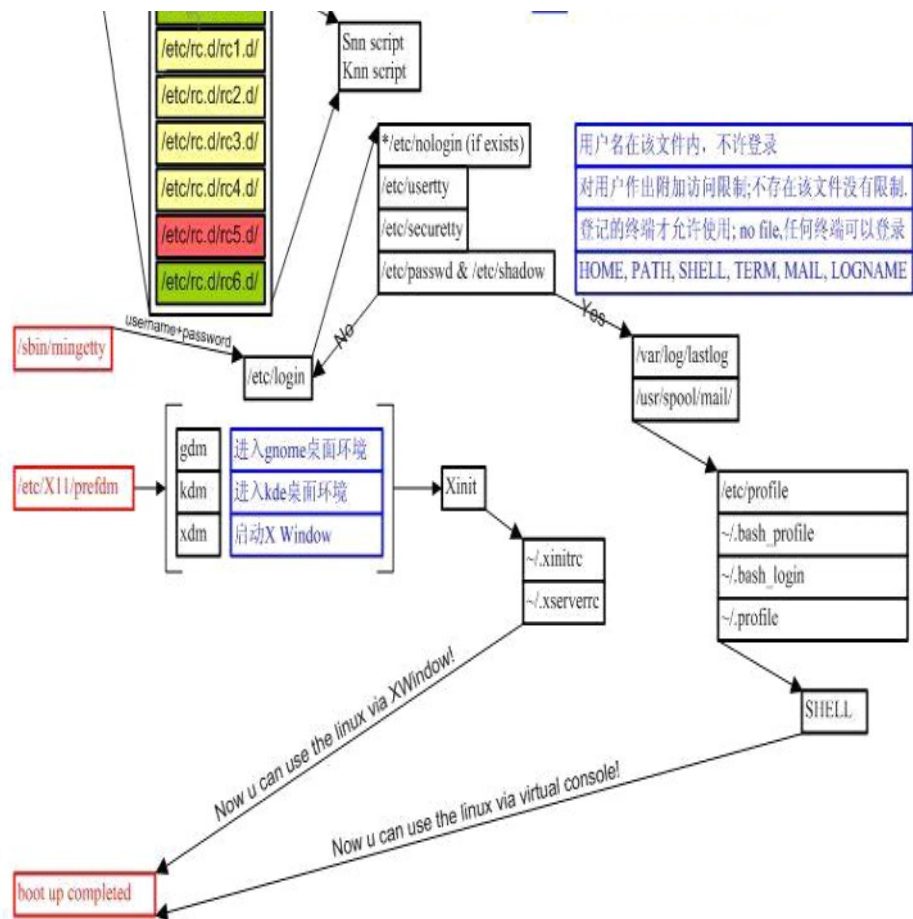 /etc/rc.d/rc1.d/
/etc/rc.d/rc2.d/
/etc/rc.d/rc3.d/
/etc/rc.d/rc4.d/
/etc/rc.d/rc5.d/
/etc/rc.d/rc6.d/
Snn script
Knn script
*/etc/nologin (if exists)
/etc/usertty
/etc/securetty
/etc/passwd & /etc/shadow
用户名在该文件内，不许登录
对用户作出附加访问限制;不存在该文件没有限制.
登记的终端才允许使用; no file,任何终端可以登录
HOME, PATH, SHELL, TERM, MAIL, LOGNAME
/sbin/mingetty
username+password
/etc/login
No
Yes
/var/log/lastlog
/usr/spool/mail/
/etc/X11/prefdm
gdm 进入gnome桌面环境
kdm 进入kde桌面环境
xdm 启动X Window
Xinit
~/.xinitrc
~/.xserverrc
/etc/profile
~/.bash_profile
~/.bash_login
~/.profile
SHELL
Now u can use the linux via XWindow!
Now u can use the linux via virtual console!
boot up completed